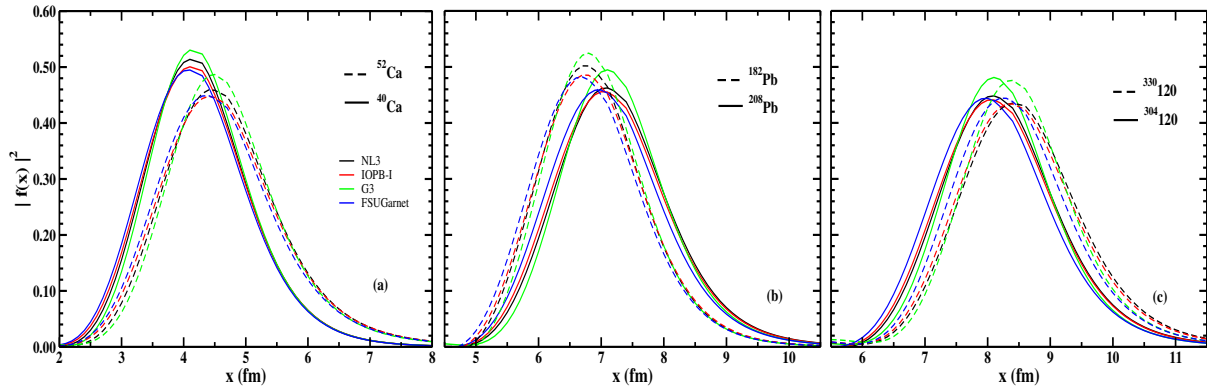 0.60
0.50
0.40
0.30
0.20
0.10
0.00
| f(x) |²
⁵²Ca
⁴⁰Ca
NL3
IOPB-I
G3
FSUGarnet
(a)
2 3 4 5 6 7 8
x (fm)
¹⁸²Pb
²⁰⁸Pb
(b)
5 6 7 8 9 10
x (fm)
³³⁰120
³⁰⁴120
(c)
6 7 8 9 10 11
x (fm)